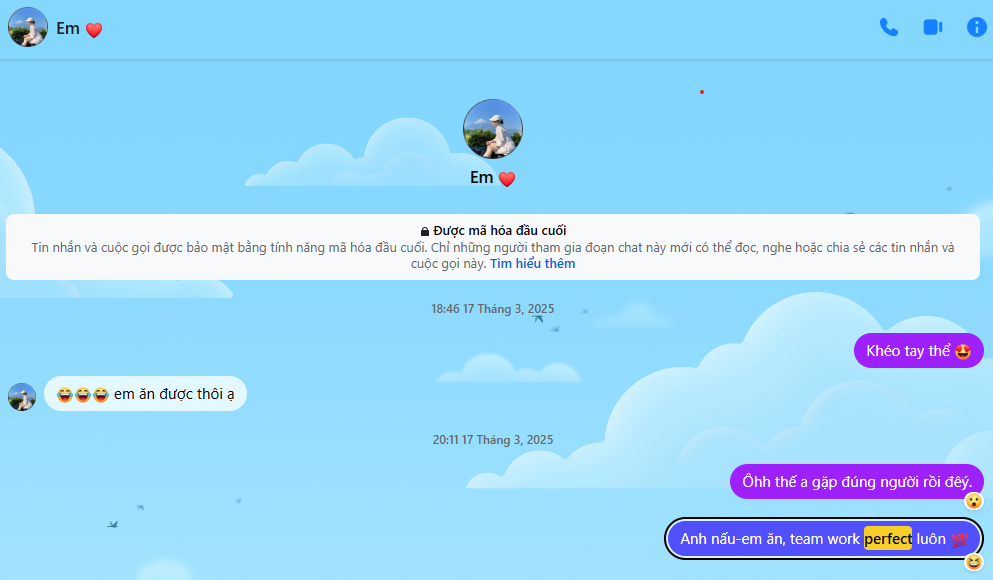 Em ❤️
Em ❤️
Được mã hóa đầu cuối
Tin nhắn và cuộc gọi được bảo mật bằng tính năng mã hóa đầu cuối. Chỉ những người tham gia đoạn chat này mới có thể đọc, nghe hoặc chia sẻ các tin nhắn và
cuộc gọi này. Tìm hiểu thêm
18:46 17 Tháng 3, 2025
Khéo tay thể 😍
😂😂😂 em ăn được thôi ạ
20:11 17 Tháng 3, 2025
Ôhh thế a gặp đúng người rồi đêý.
Anh nấu-em ăn, team work perfect luôn 💯